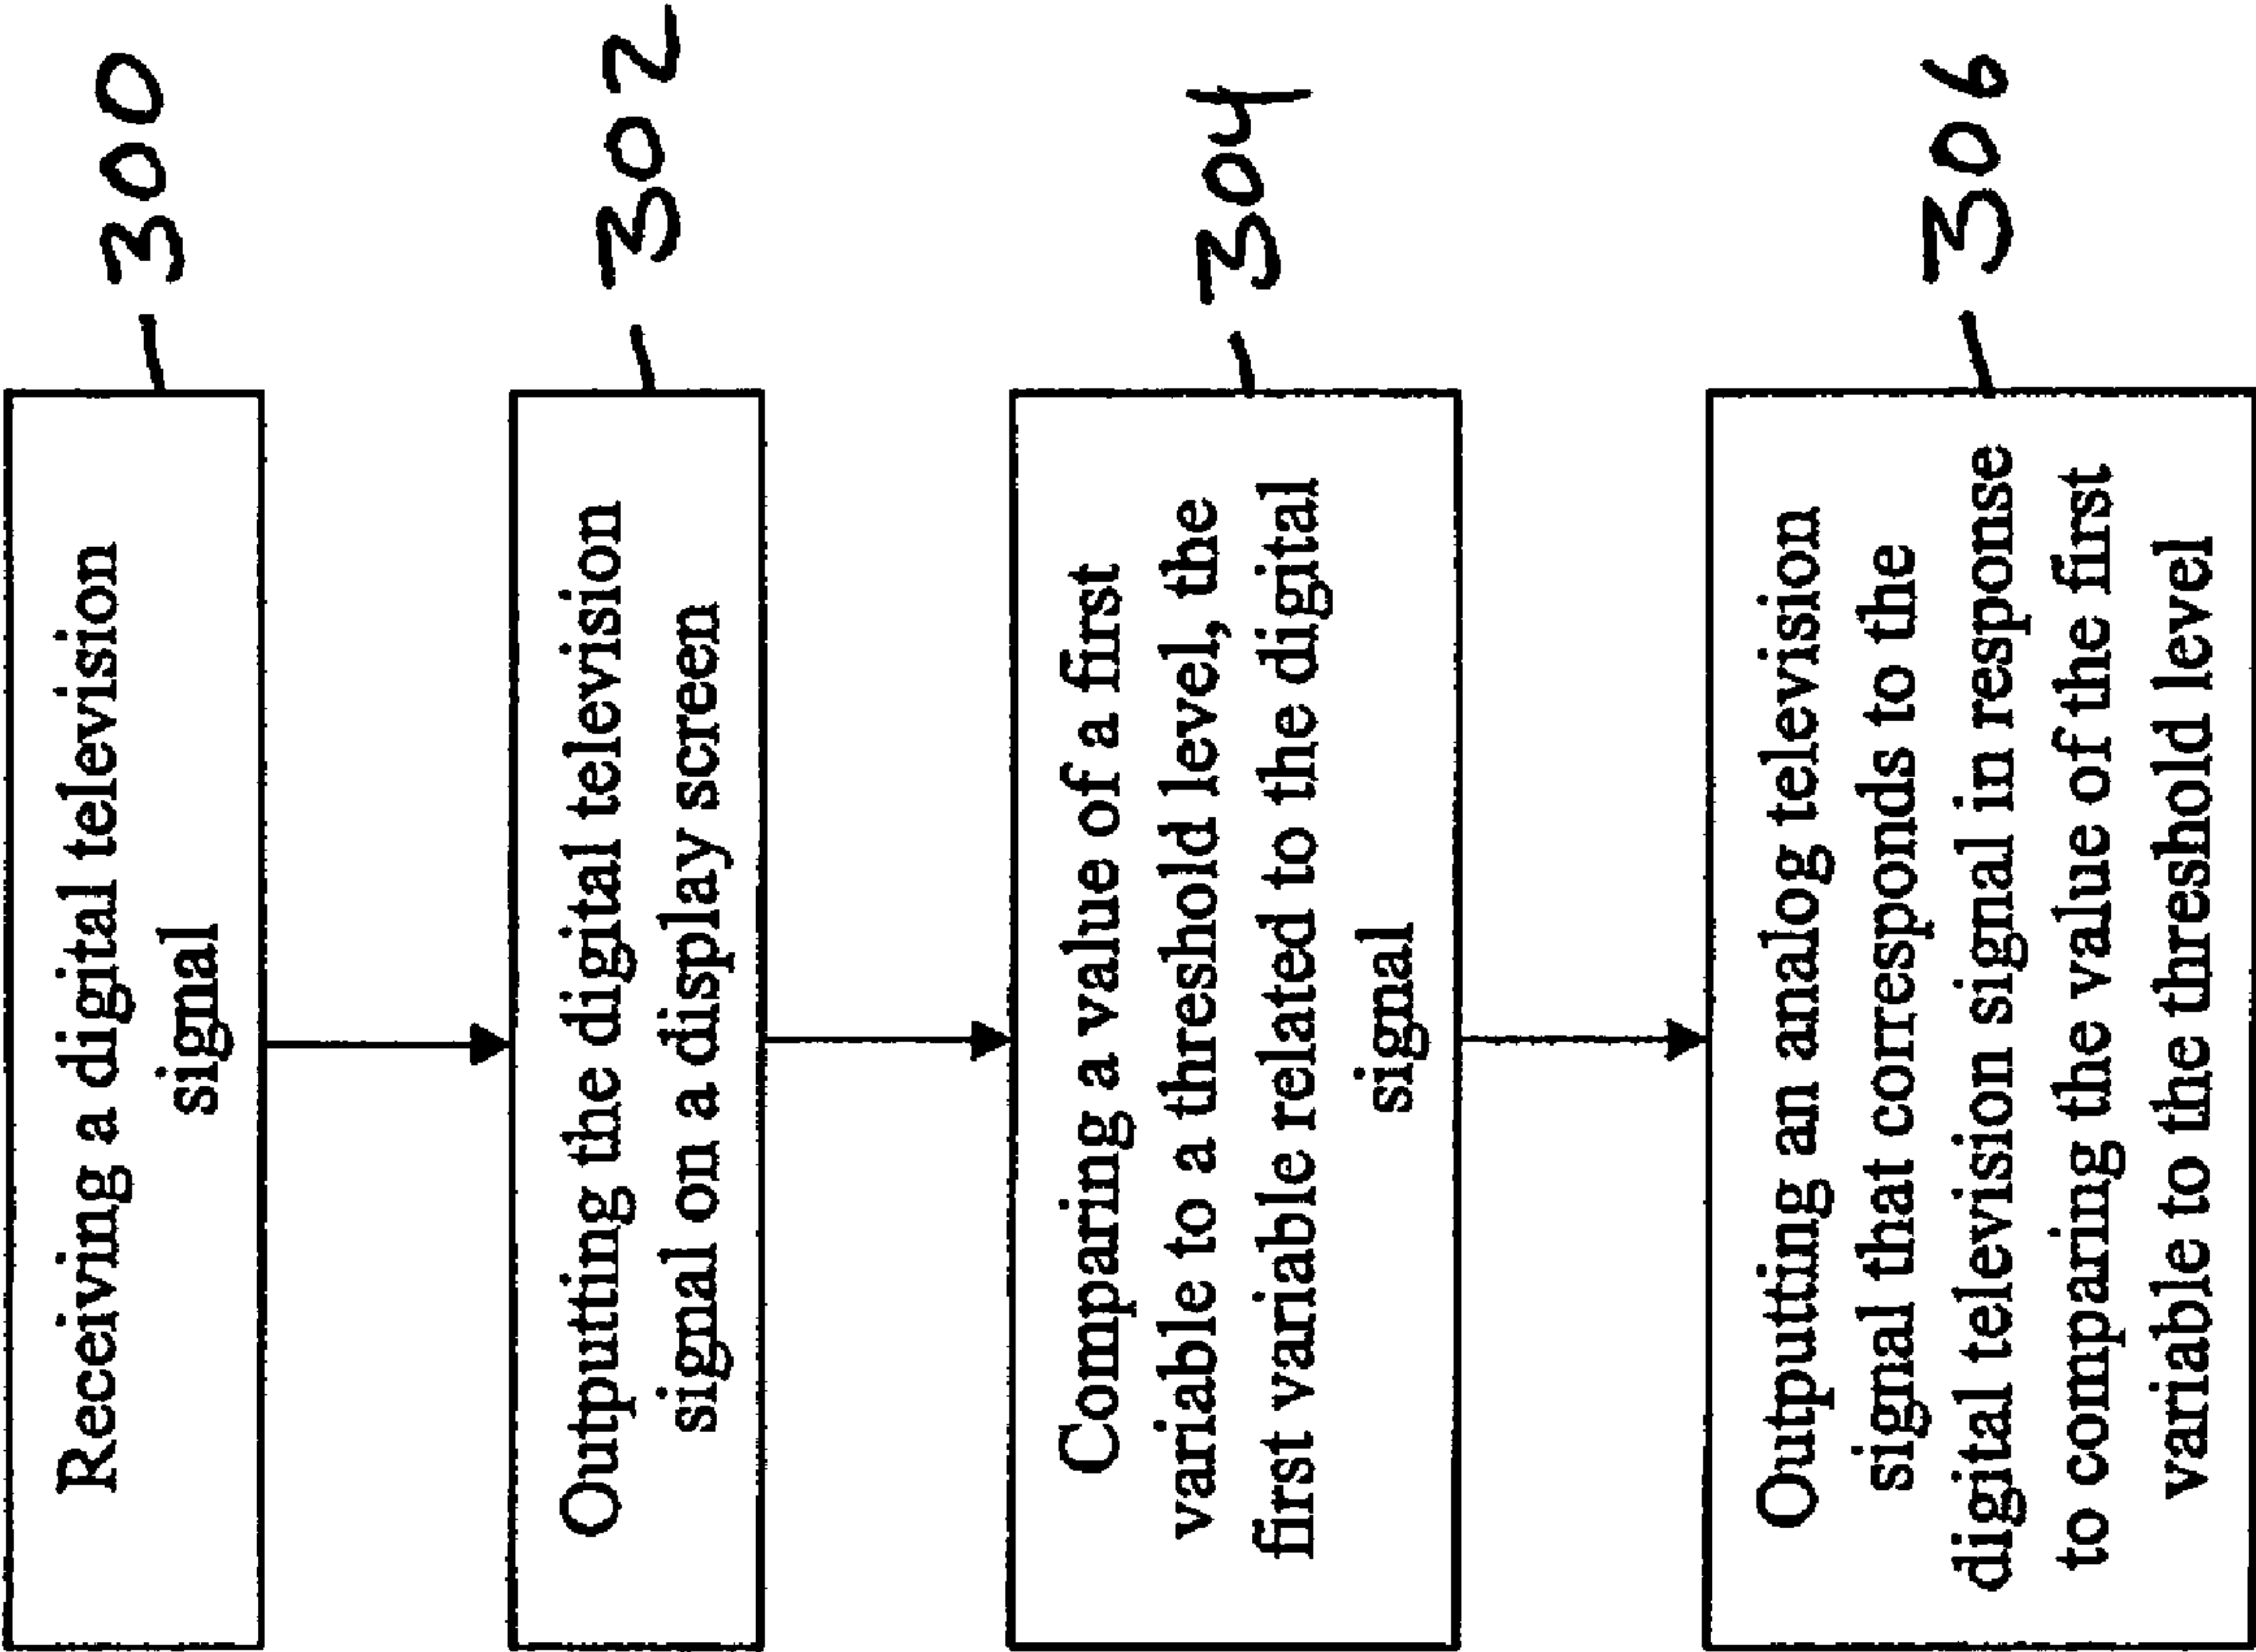 Receiving a digital television
signal
300
Outputting the digital television
signal on a display screen
302
Comparing a value of a first
variable to a threshold level, the
first variable related to the digital
signal
304
Outputting an analog television
signal that corresponds to the
digital television signal in response
to comparing the value of the first
variable to the threshold level
306